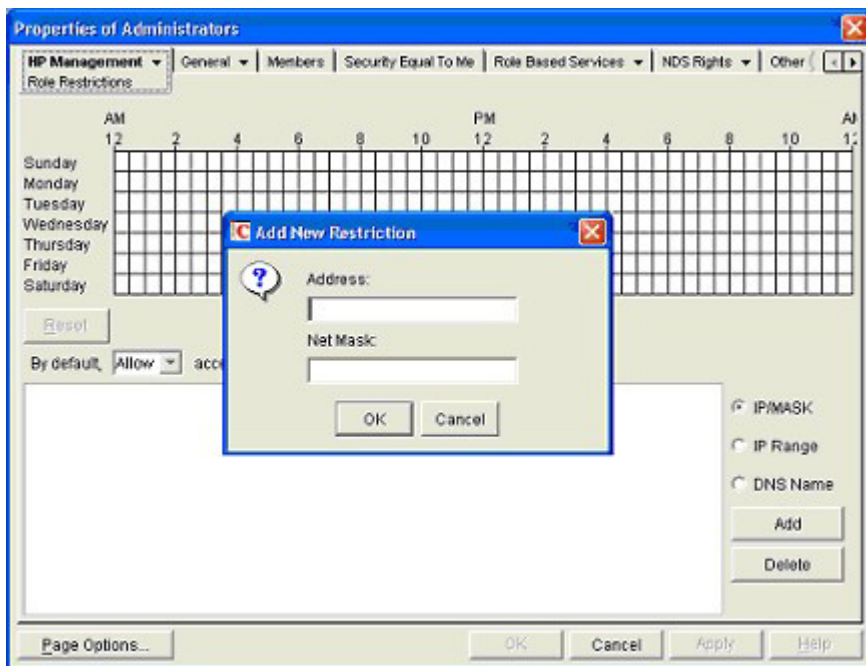 Properties of Administrators
HP Management General Members Security Equal To Me Role Based Services NDS Rights Other
Role Restrictions
AM PM AM
12 2 4 6 8 10 12 2 4 6 8 10 12
Sunday
Monday
Tuesday
Wednesday
Thursday
Friday
Saturday
Add New Restriction
Address:
Net Mask:
OK Cancel
Reset
By default, Allow
IP/MASK
IP Range
DNS Name
Add
Delete
Page Options... OK Cancel Apply Help